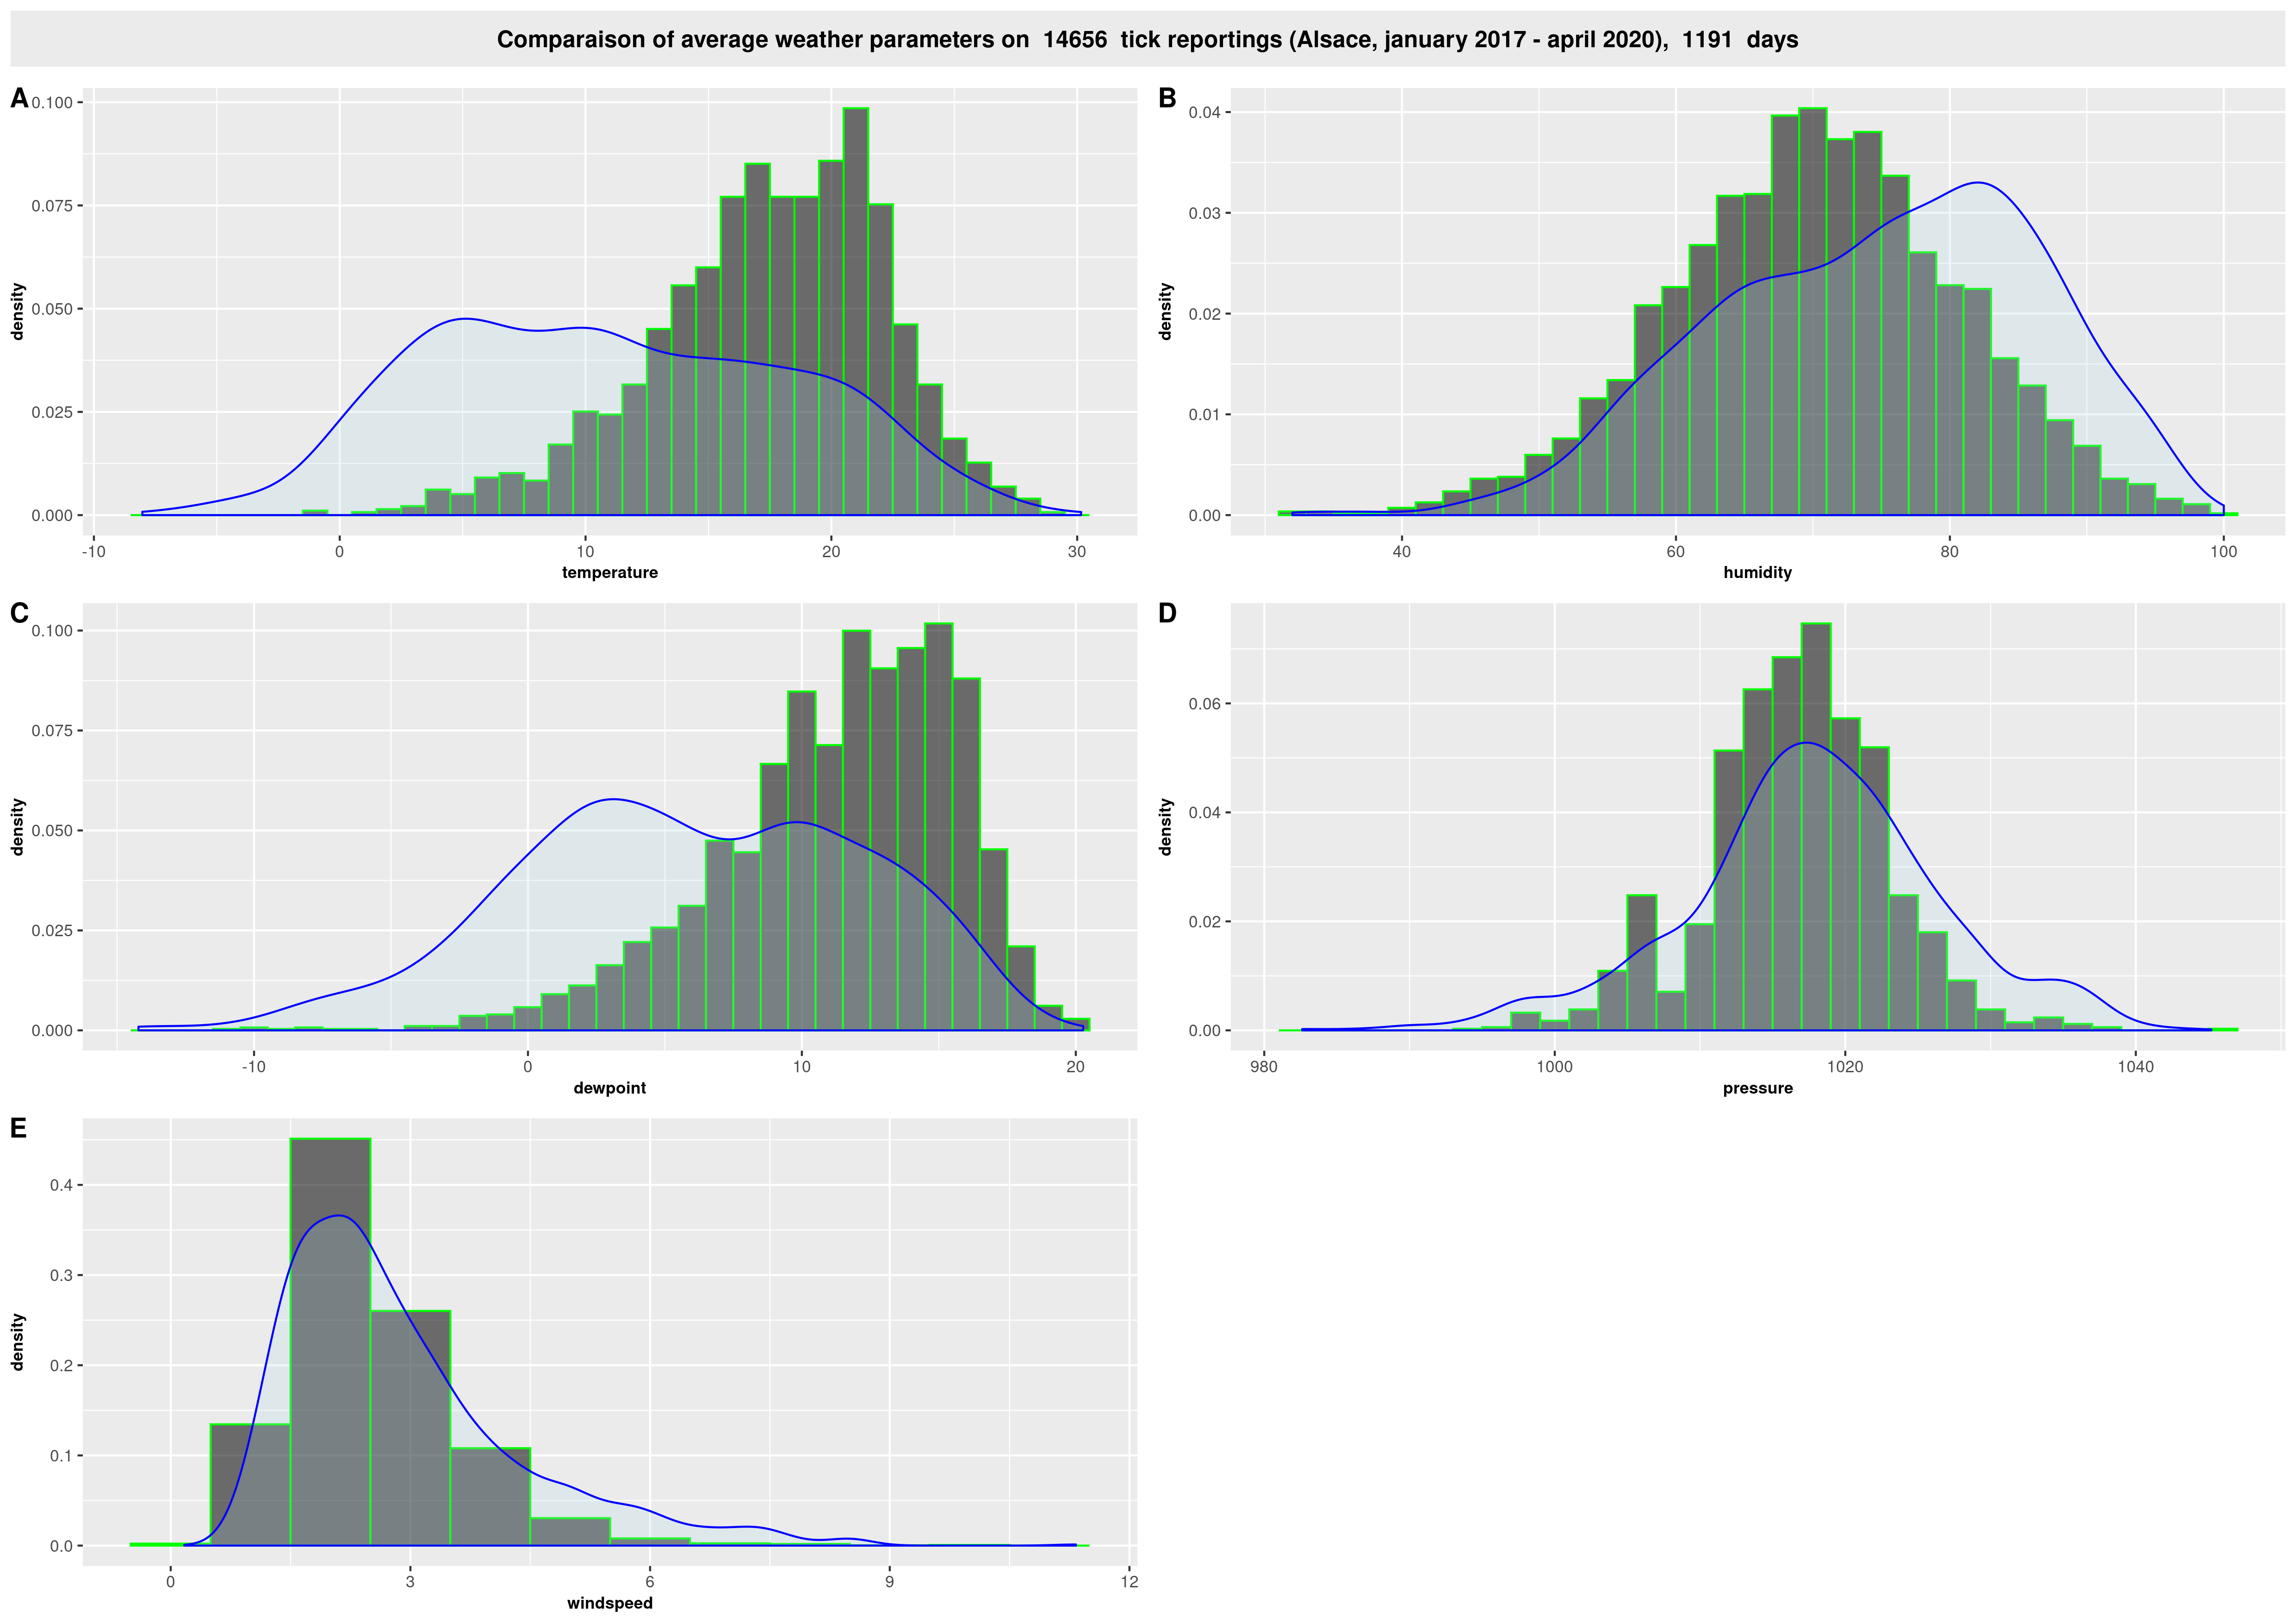 Comparaison of average weather parameters on 14656 tick reportings (Alsace, january 2017 - april 2020), 1191 days
A
0.100
0.075
0.050
0.025
0.000
density
-10 0 10 20 30
temperature
B
0.04
0.03
0.02
0.01
0.00
density
40 60 80 100
humidity
C
0.100
0.075
0.050
0.025
0.000
density
-10 0 10 20
dewpoint
D
0.06
0.04
0.02
0.00
density
980 1000 1020 1040
pressure
E
0.4
0.3
0.2
0.1
0.0
density
0 3 6 9 12
windspeed